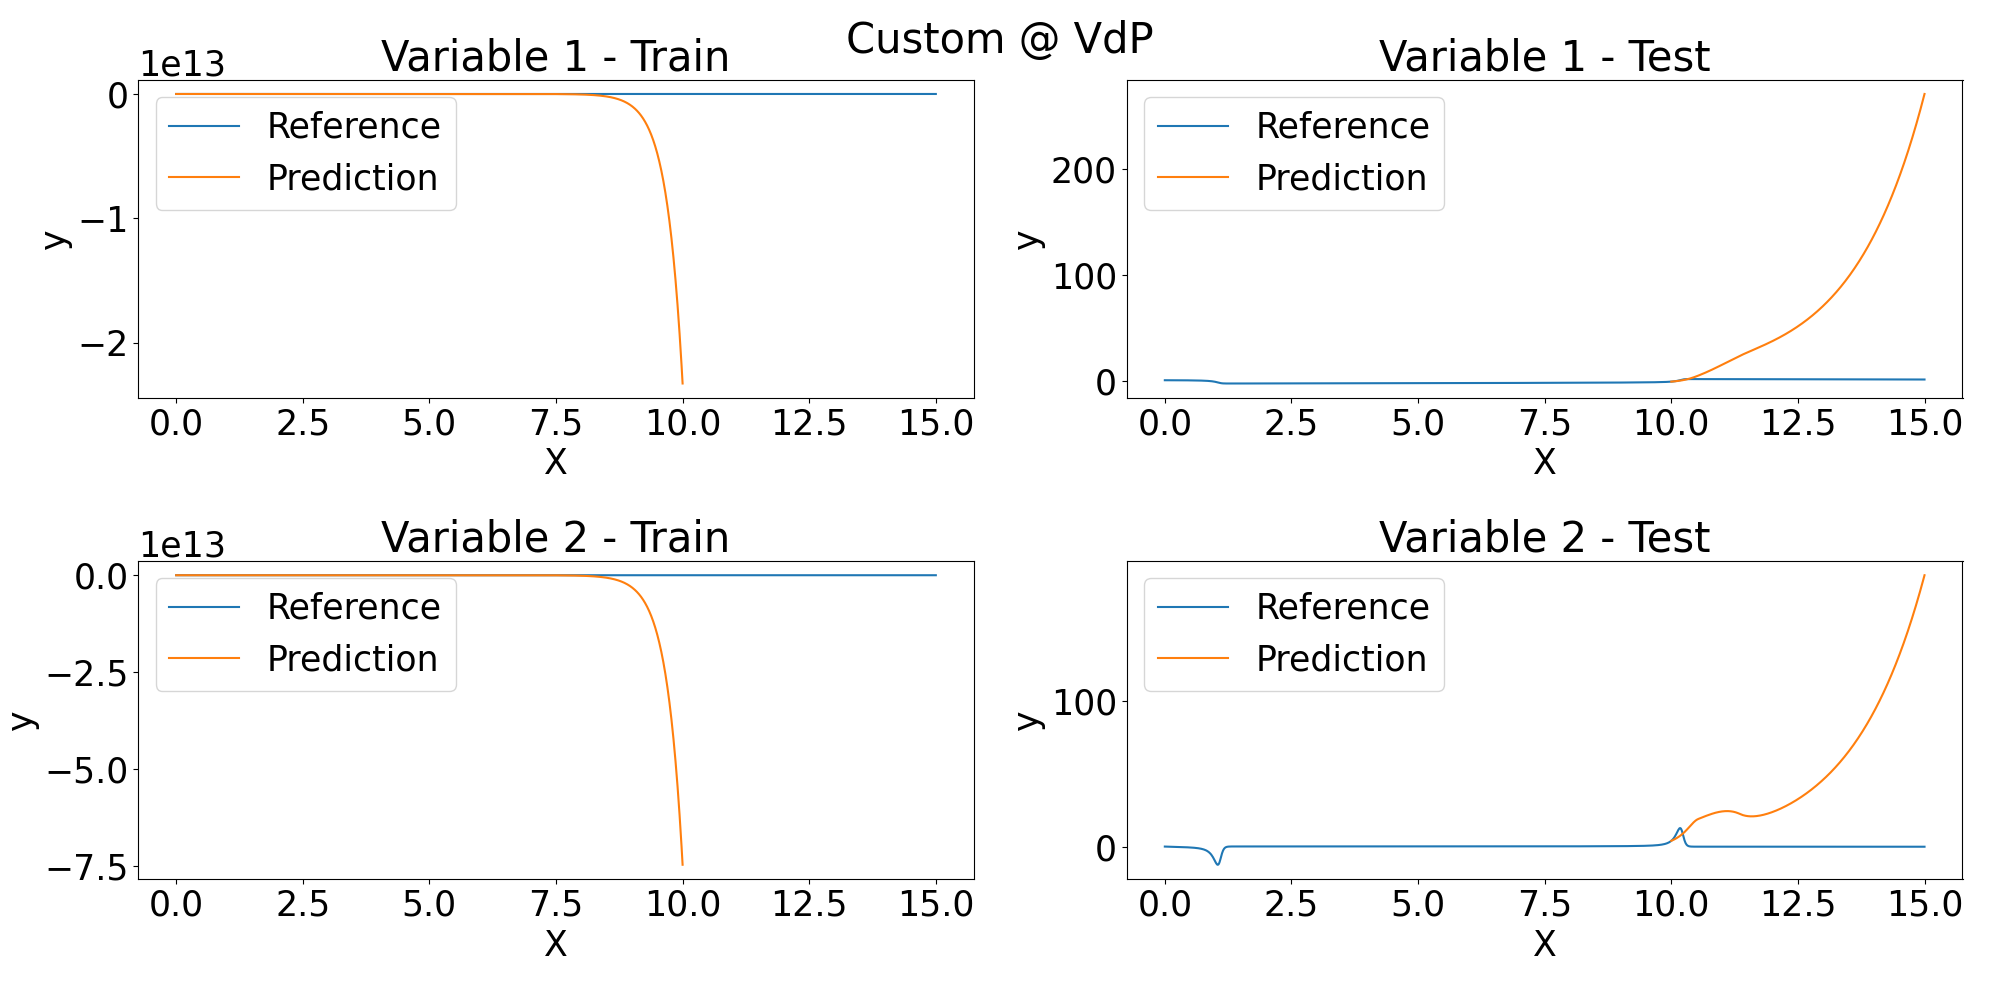 Custom @ VdP
Variable 1 - Train
1e13
0
−1
−2
y
Reference
Prediction
0.0 2.5 5.0 7.5 10.0 12.5 15.0
X
Variable 1 - Test
200
100
0
y
Reference
Prediction
0.0 2.5 5.0 7.5 10.0 12.5 15.0
X
Variable 2 - Train
1e13
0.0
−2.5
−5.0
−7.5
y
Reference
Prediction
0.0 2.5 5.0 7.5 10.0 12.5 15.0
X
Variable 2 - Test
100
0
y
Reference
Prediction
0.0 2.5 5.0 7.5 10.0 12.5 15.0
X